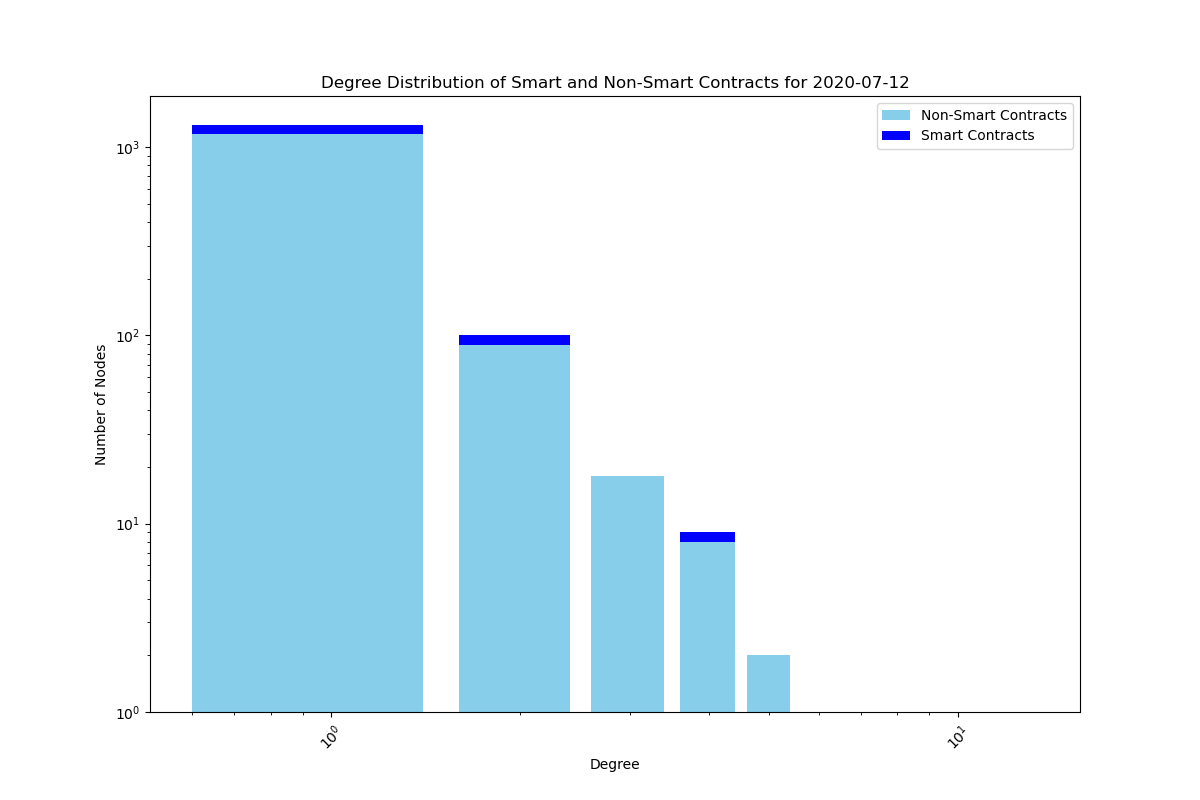 Degree Distribution of Smart and Non-Smart Contracts for 2020-07-12
Non-Smart Contracts
Smart Contracts
Number of Nodes
10³
10²
10¹
10⁰
10⁰
10¹
Degree